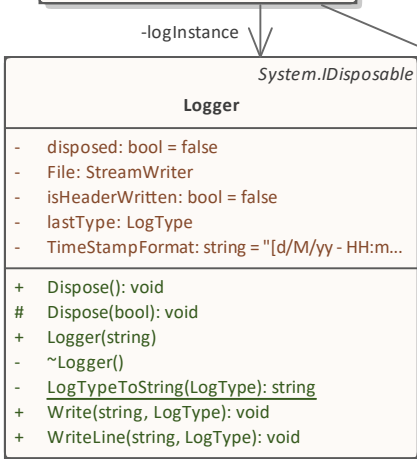 -logInstance
System.IDisposable
Logger
- disposed: bool = false
- File: StreamWriter
- isHeaderWritten: bool = false
- lastType: LogType
- TimeStampFormat: string = "[d/M/yy - HH:m...
+ Dispose(): void
# Dispose(bool): void
+ Logger(string)
- ~Logger()
- LogTypeToString(LogType): string
+ Write(string, LogType): void
+ WriteLine(string, LogType): void